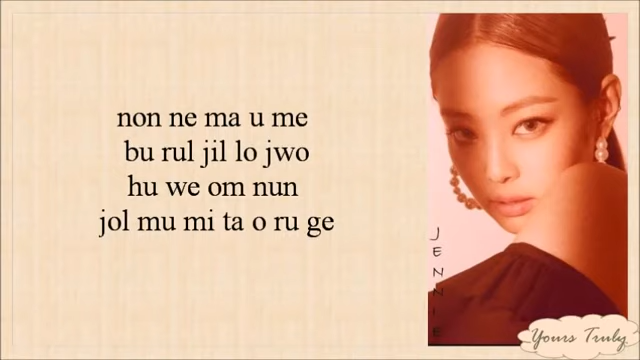 non ne ma u me
bu rul jil lo jwo
hu we om nun
jol mu mi ta o ru ge
JENNIE
Yours Truly